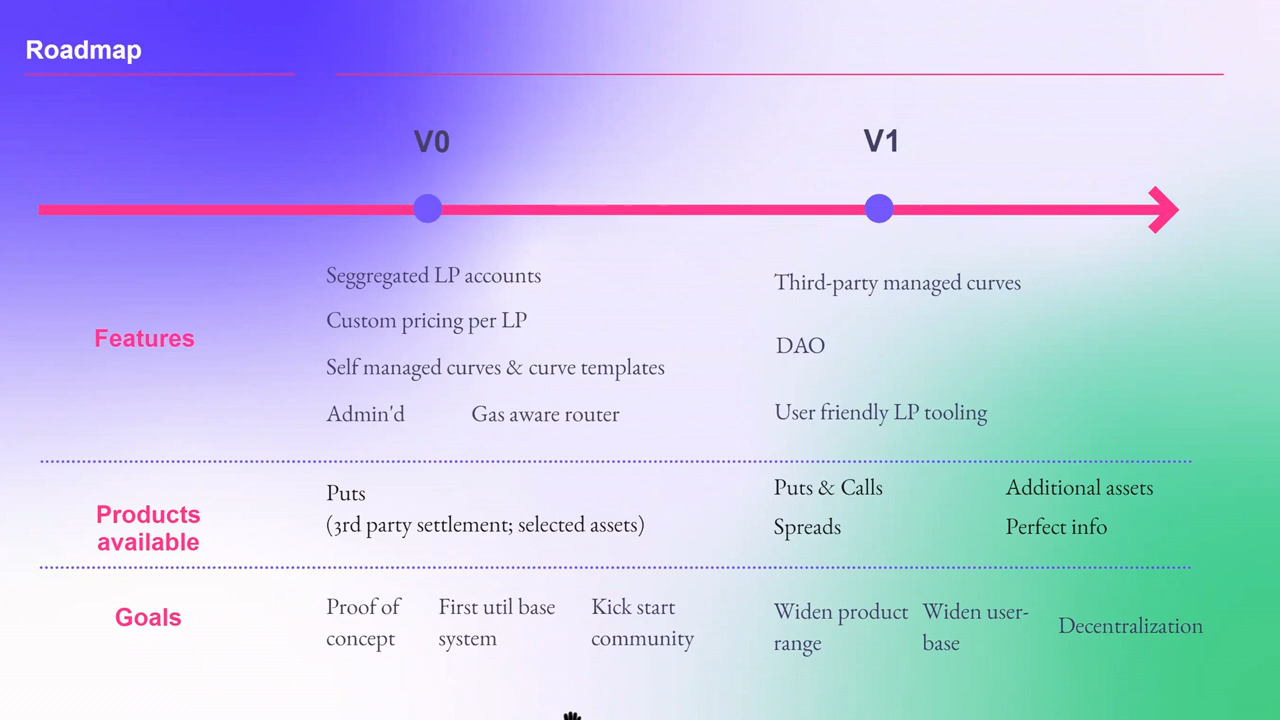 Roadmap
V0
V1
Features
Seggregated LP accounts
Custom pricing per LP
Self managed curves & curve templates
Admin'd
Gas aware router
Third-party managed curves
DAO
User friendly LP tooling
Products
available
Puts
(3rd party settlement; selected assets)
Puts & Calls
Additional assets
Spreads
Perfect info
Goals
Proof of
concept
First util base
system
Kick start
community
Widen product
range
Widen user-
base
Decentralization